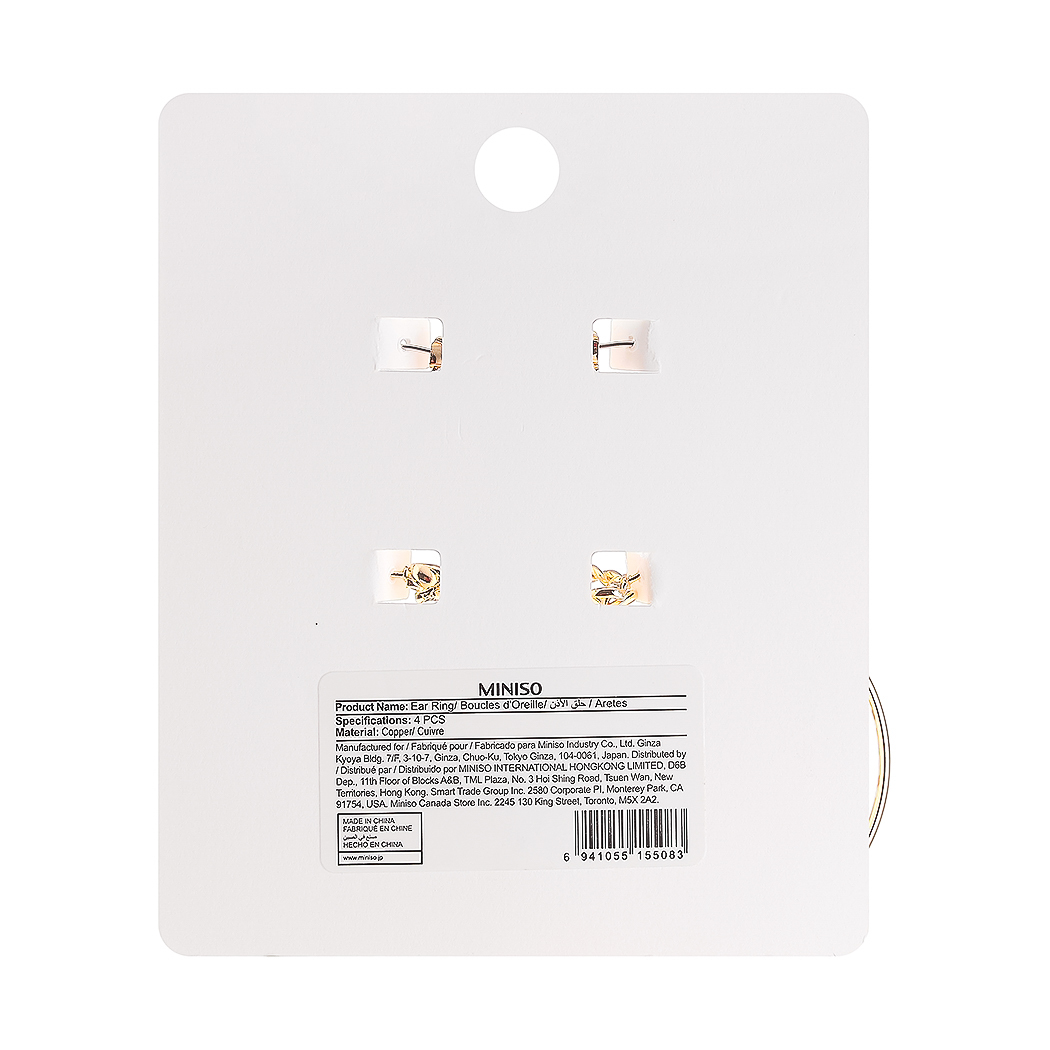 MINISO
Product Name: Ear Ring/ Boucles d'Oreille/ حلق الأذن / Aretes
Specifications: 4 PCS
Material: Copper/ Cuivre
Manufactured for / Fabriqué pour / Fabricado para Miniso Industry Co., Ltd. Ginza
Kyoya Bldg. 7/F, 3-10-7, Ginza, Chuo-Ku, Tokyo Ginza, 104-0061, Japan. Distributed by
/ Distribué par / Distribuido por MINISO INTERNATIONAL HONGKONG LIMITED, D6B
Dep., 11th Floor of Blocks A&B, TML Plaza, No. 3 Hoi Shing Road, Tsuen Wan, New
Territories, Hong Kong. Smart Trade Group Inc. 2580 Corporate Pl, Monterey Park, CA
91754, USA. Miniso Canada Store Inc. 2245 130 King Street, Toronto, M5X 2A2.
MADE IN CHINA
FABRIQUÉ EN CHINE
صنع في الصين
HECHO EN CHINA
www.miniso.jp
6 941055 155083